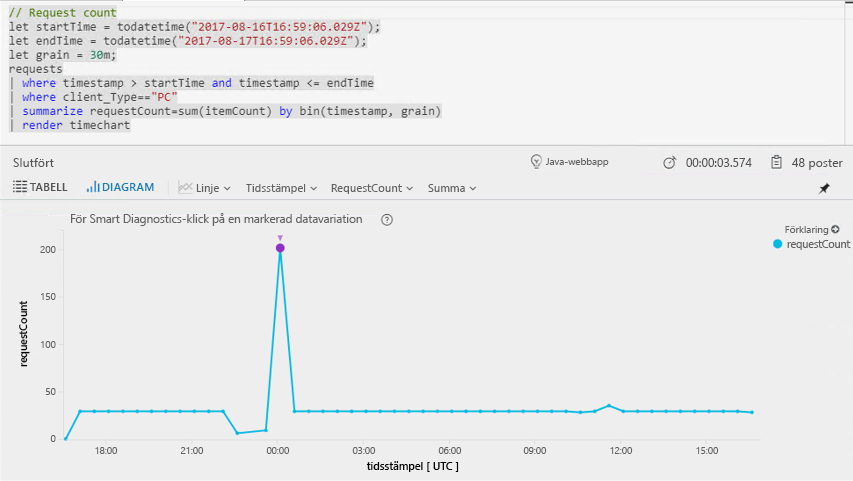 // Request count
let startTime = todatetime("2017-08-16T16:59:06.029Z");
let endTime = todatetime("2017-08-17T16:59:06.029Z");
let grain = 30m;
requests
| where timestamp > startTime and timestamp <= endTime
| where client_Type=="PC"
| summarize requestCount=sum(itemCount) by bin(timestamp, grain)
| render timechart
Slutfört
Java-webbapp
00:00:03.574
48 poster
TABELL
DIAGRAM
Linje
Tidsstämpel
RequestCount
Summa
För Smart Diagnostics-klick på en markerad datavariation
Förklaring
requestCount
200
150
100
50
0
requestCount
18:00
21:00
00:00
03:00
06:00
09:00
12:00
15:00
tidsstämpel [ UTC ]